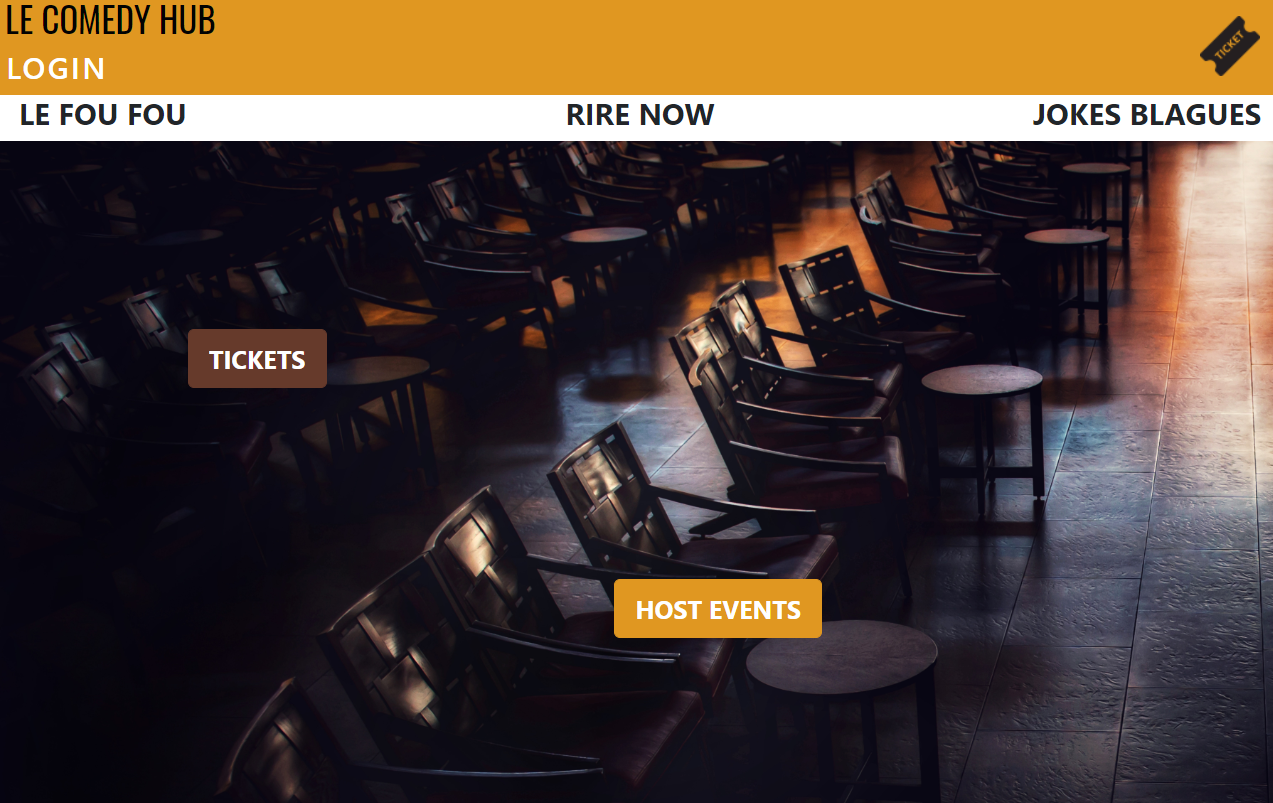 LE COMEDY HUB
TICKET
LOGIN
LE FOU FOU
RIRE NOW
JOKES BLAGUES
TICKETS
HOST EVENTS